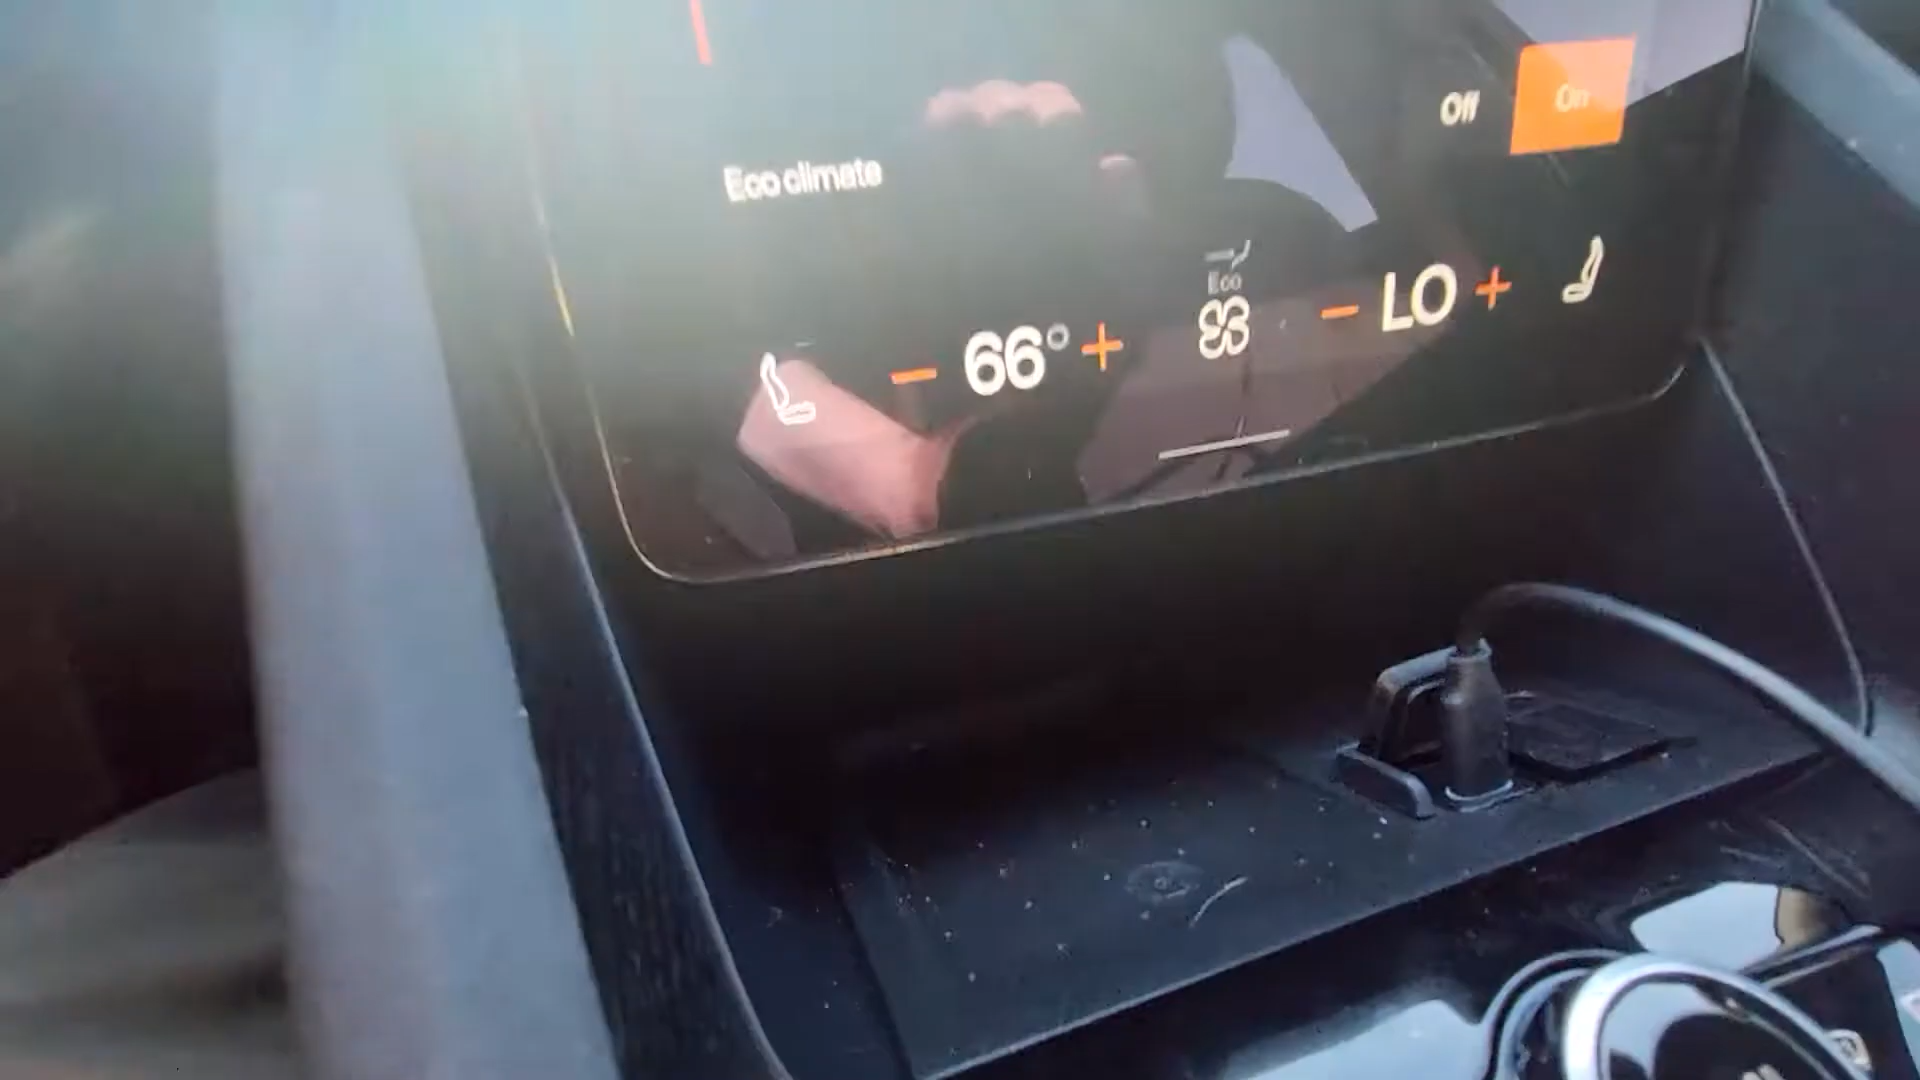 Off On
Eco climate
Eco
− 66° + − LO +